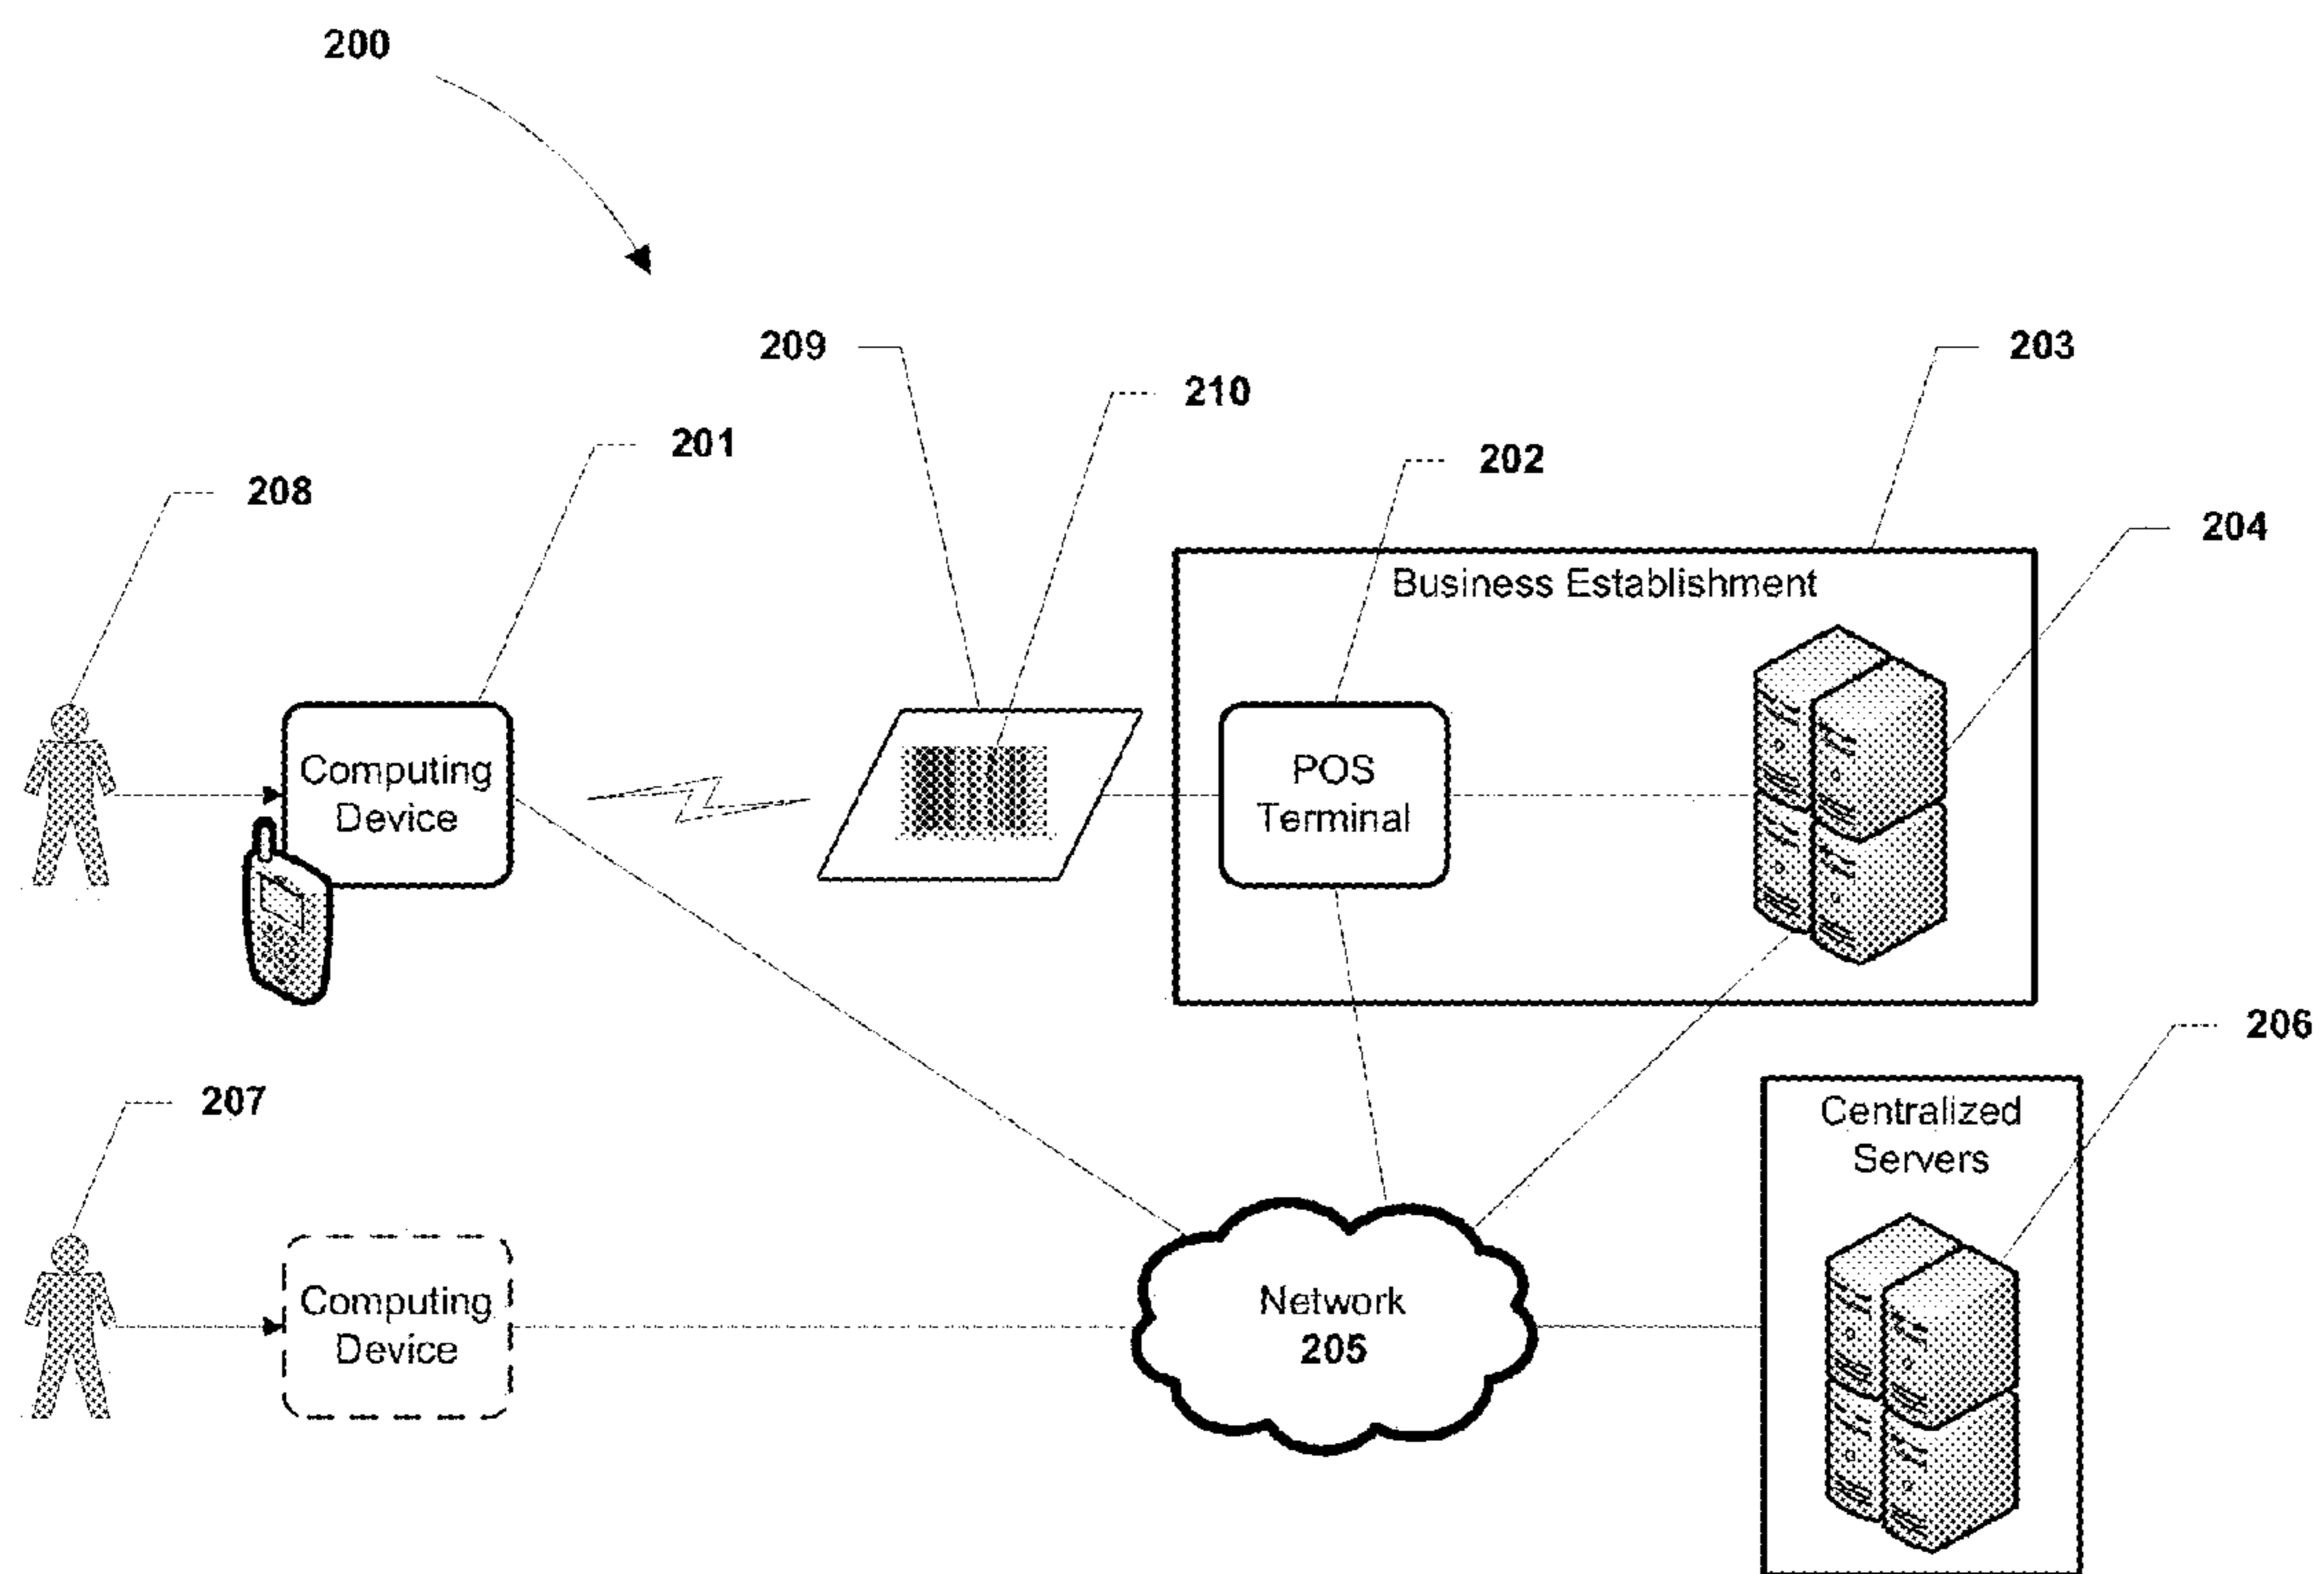 200
209
203
210
201
202
208
204
Business Establishment
Computing
Device
POS
Terminal
206
207
Centralized
Servers
Computing
Device
Network
205